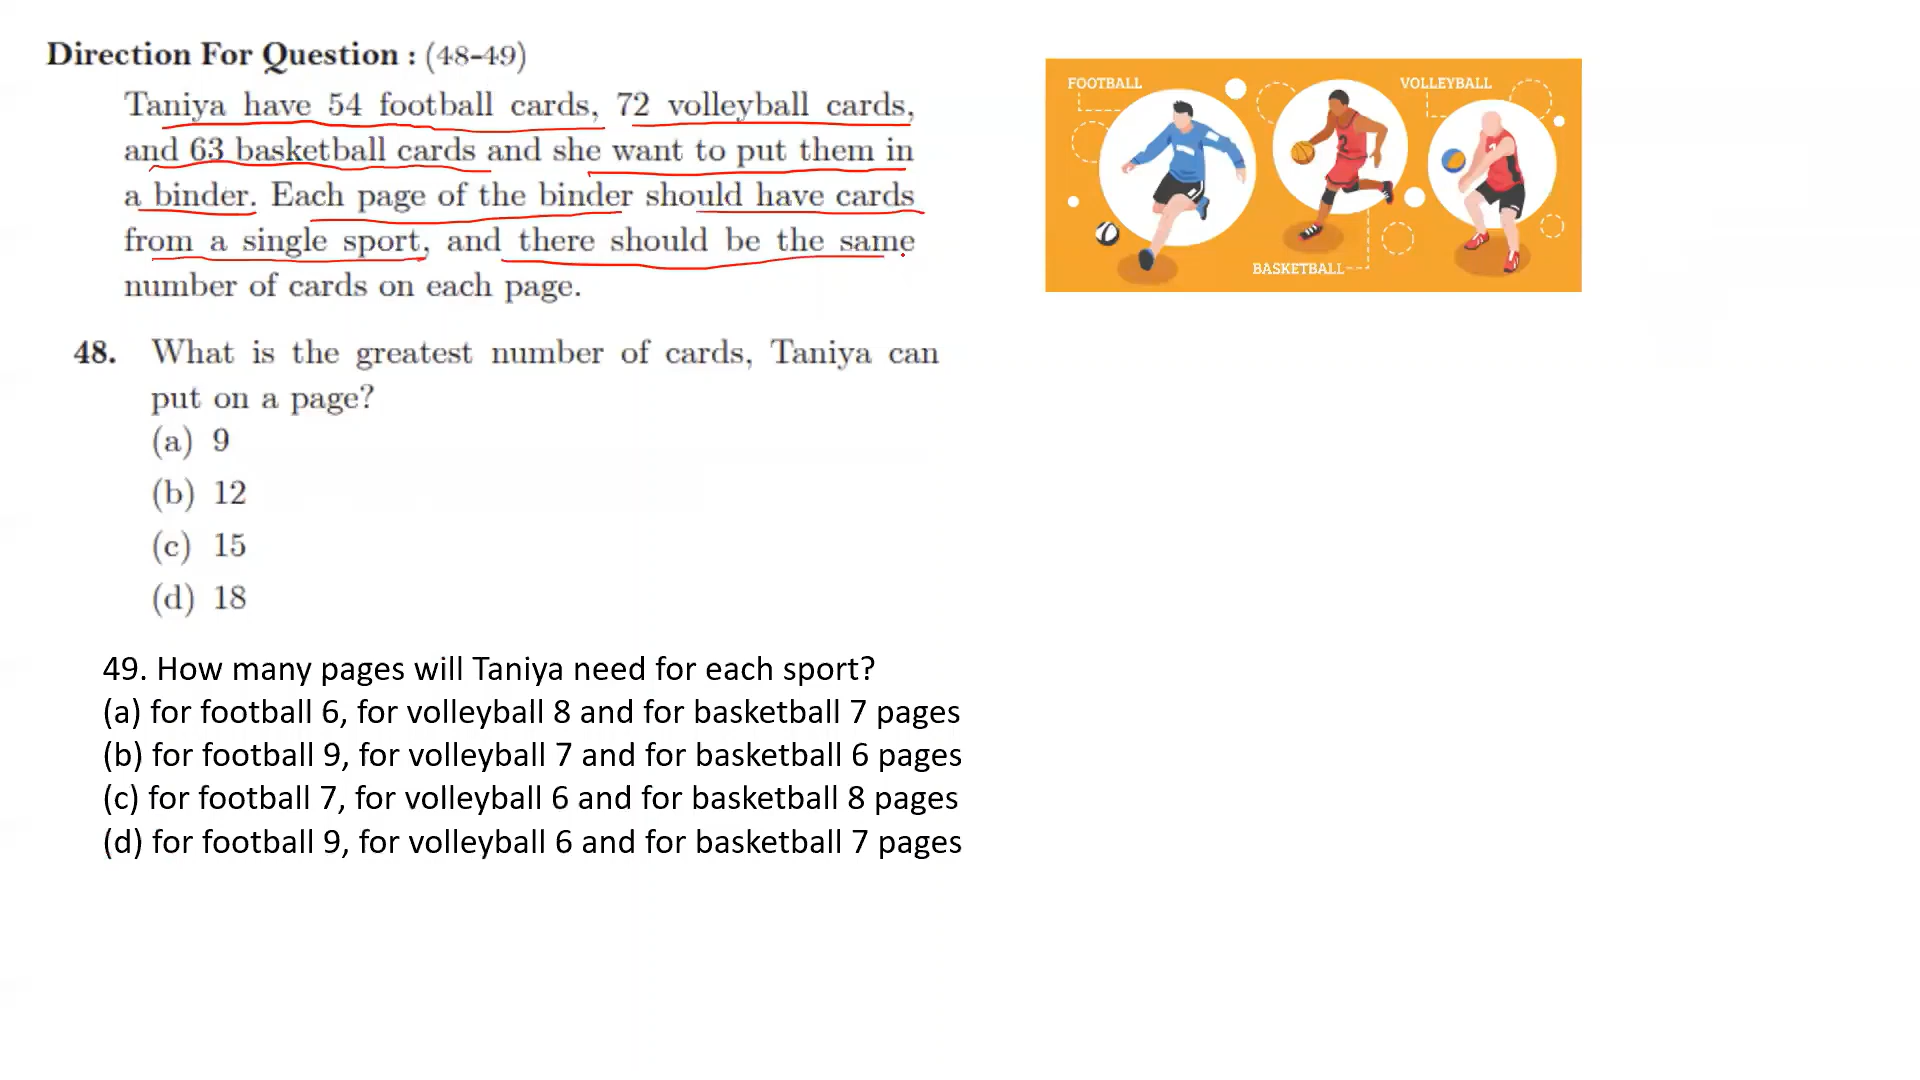 Direction For Question : (48-49)
Taniya have 54 football cards, 72 volleyball cards,
and 63 basketball cards and she want to put them in
a binder. Each page of the binder should have cards
from a single sport, and there should be the same
number of cards on each page.
FOOTBALL
VOLLEYBALL
BASKETBALL
48. What is the greatest number of cards, Taniya can
put on a page?
(a) 9
(b) 12
(c) 15
(d) 18
49. How many pages will Taniya need for each sport?
(a) for football 6, for volleyball 8 and for basketball 7 pages
(b) for football 9, for volleyball 7 and for basketball 6 pages
(c) for football 7, for volleyball 6 and for basketball 8 pages
(d) for football 9, for volleyball 6 and for basketball 7 pages